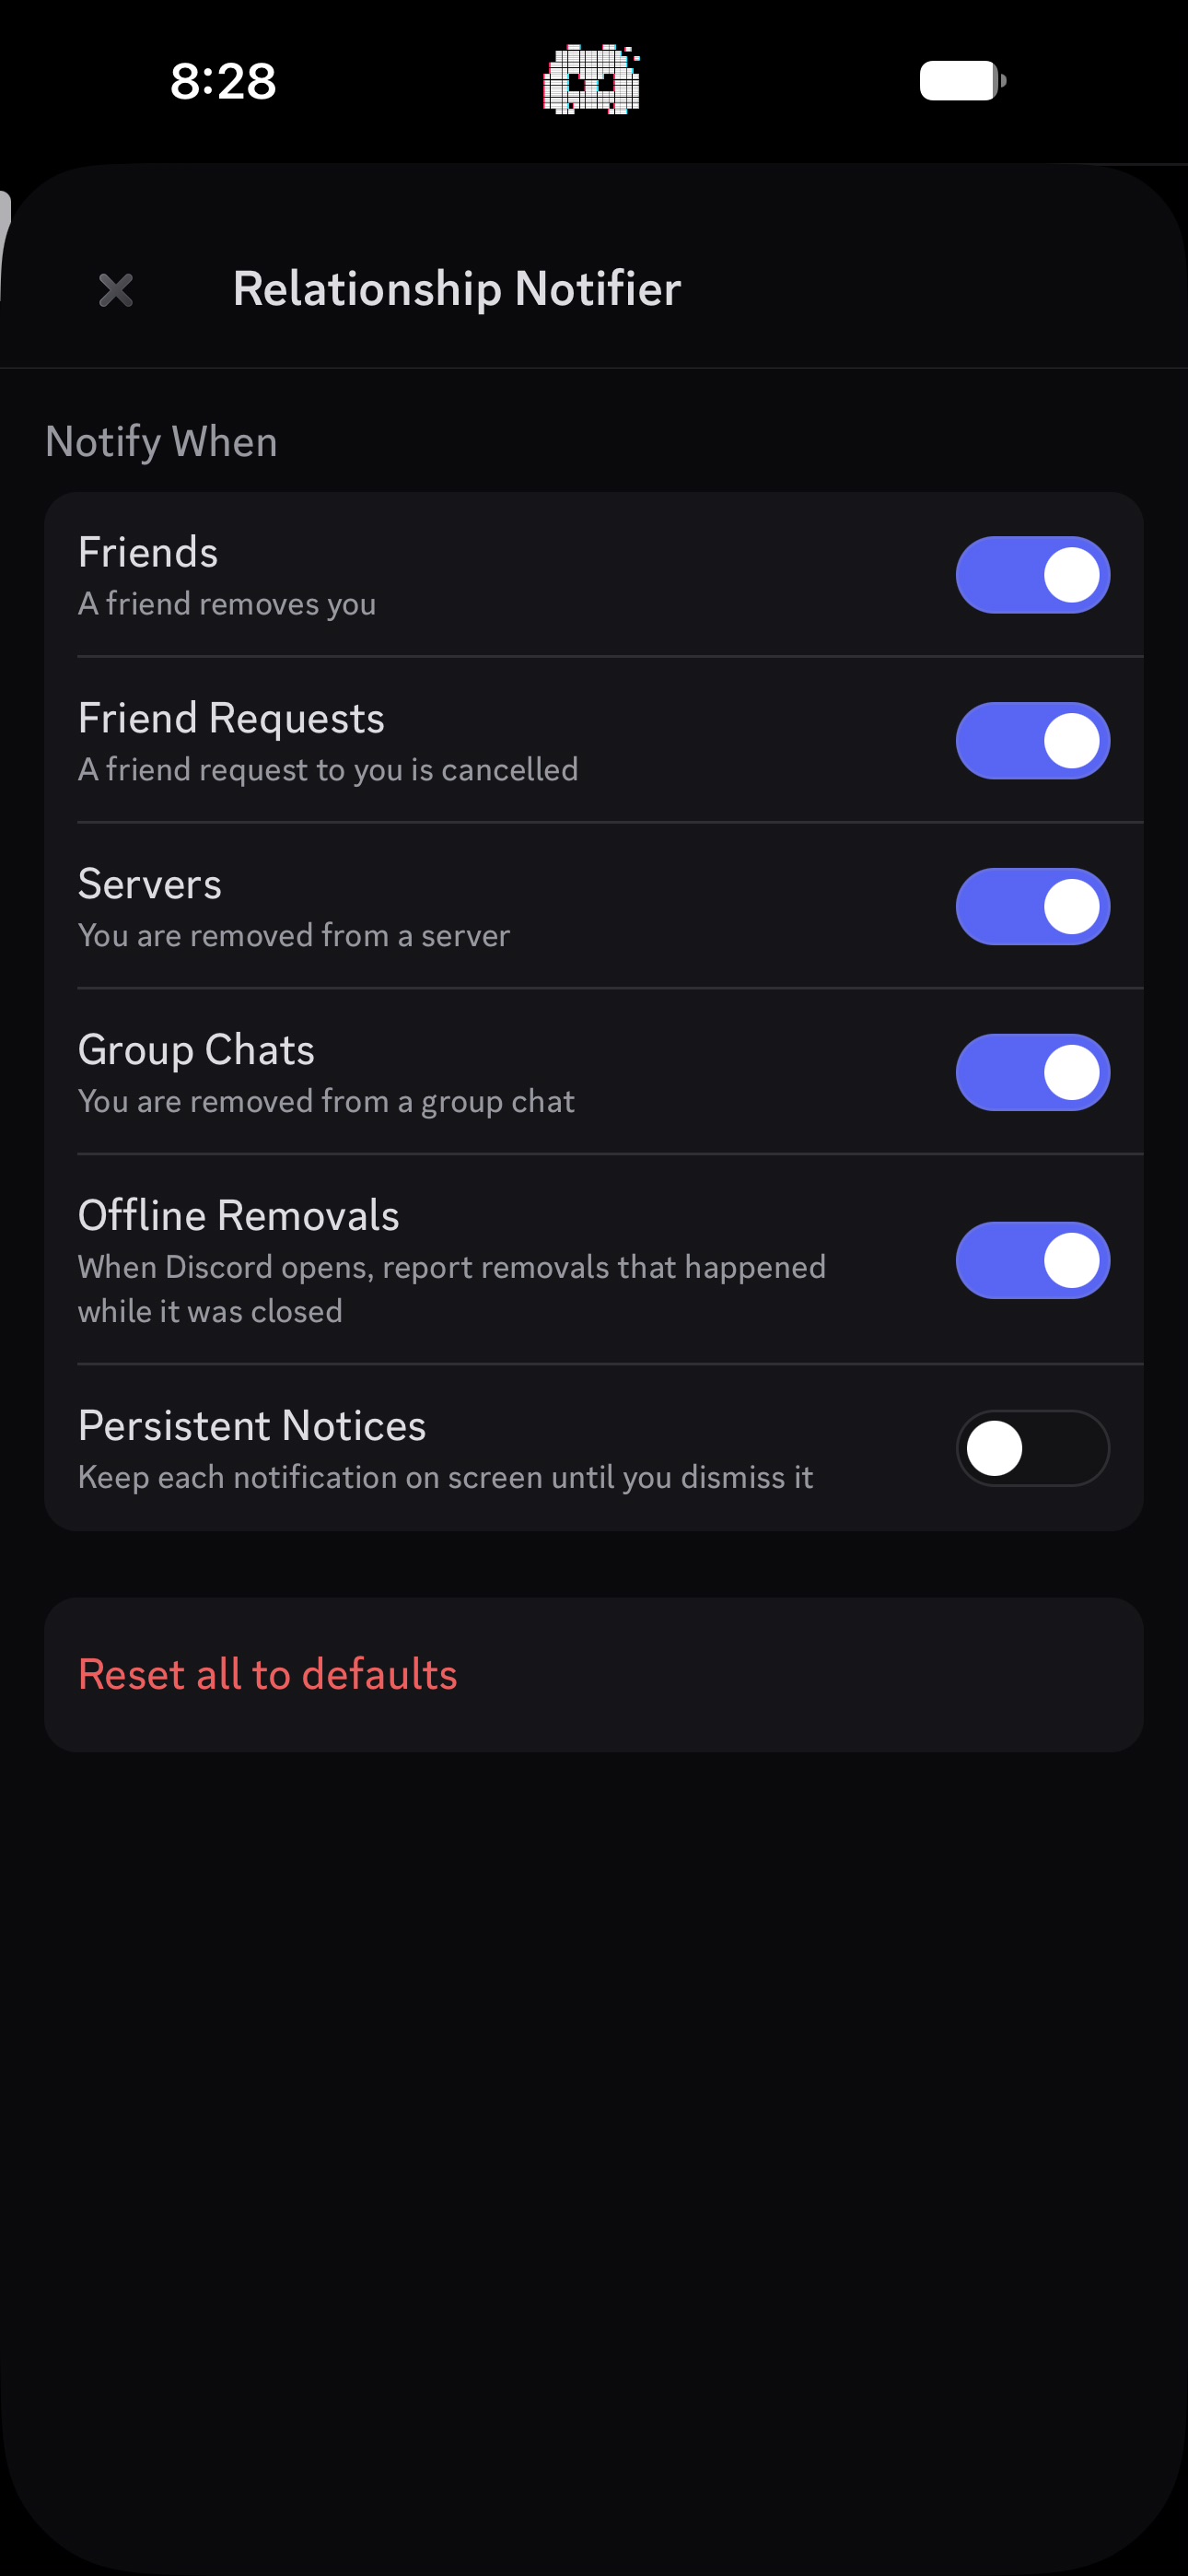 8:28
Relationship Notifier
Notify When
Friends
A friend removes you
Friend Requests
A friend request to you is cancelled
Servers
You are removed from a server
Group Chats
You are removed from a group chat
Offline Removals
When Discord opens, report removals that happened
while it was closed
Persistent Notices
Keep each notification on screen until you dismiss it
Reset all to defaults